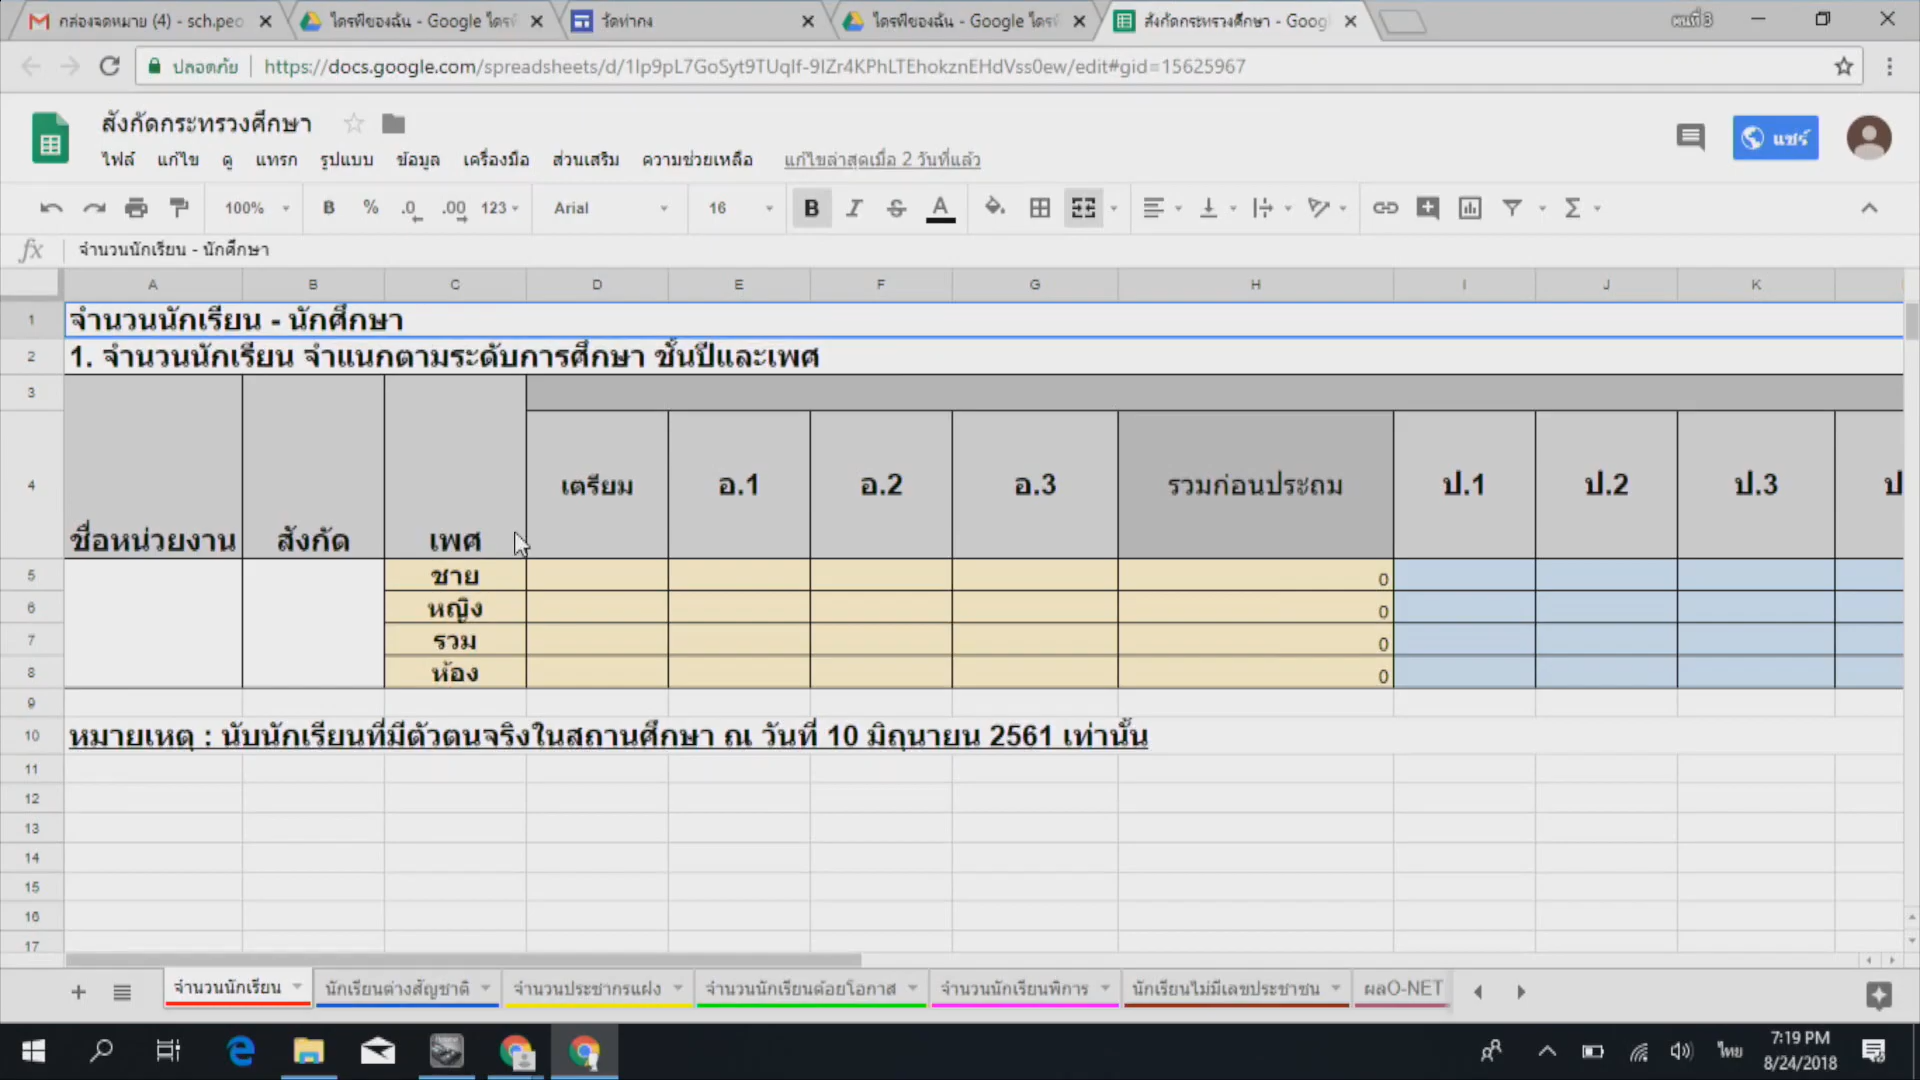 กล่องจดหมาย (4) - sch.peo
ไดรฟ์ของฉัน - Google ไดรฟ์
วัดท่ากง
ไดรฟ์ของฉัน - Google ไดรฟ์
สังกัดกระทรวงศึกษา - Goog
คนที่ 3
ปลอดภัย
https://docs.google.com/spreadsheets/d/1Ip9pL7GoSyt9TUqIf-9IZr4KPhLTEhokznEHdVss0ew/edit#gid=15625967
สังกัดกระทรวงศึกษา
ไฟล์ แก้ไข ดู แทรก รูปแบบ ข้อมูล เครื่องมือ ส่วนเสริม ความช่วยเหลือ แก้ไขล่าสุดเมื่อ 2 วันที่แล้ว
แชร์
100% B % .0 .00 123 Arial 16 B I S A Σ
fx จำนวนนักเรียน - นักศึกษา
A B C D E F G H I J K
1 จำนวนนักเรียน - นักศึกษา
2 1. จำนวนนักเรียน จำแนกตามระดับการศึกษา ชั้นปีและเพศ
3
4 ชื่อหน่วยงาน สังกัด เพศ เตรียม อ.1 อ.2 อ.3 รวมก่อนประถม ป.1 ป.2 ป.3 ป
5 ชาย 0
6 หญิง 0
7 รวม 0
8 ห้อง 0
9
10 หมายเหตุ : นับนักเรียนที่มีตัวตนจริงในสถานศึกษา ณ วันที่ 10 มิถุนายน 2561 เท่านั้น
11
12
13
14
15
16
17
จำนวนนักเรียน นักเรียนต่างสัญชาติ จำนวนประชากรแฝง จำนวนนักเรียนด้อยโอกาส จำนวนนักเรียนพิการ นักเรียนไม่มีเลขประชาชน ผลO-NET
ไทย
7:19 PM
8/24/2018